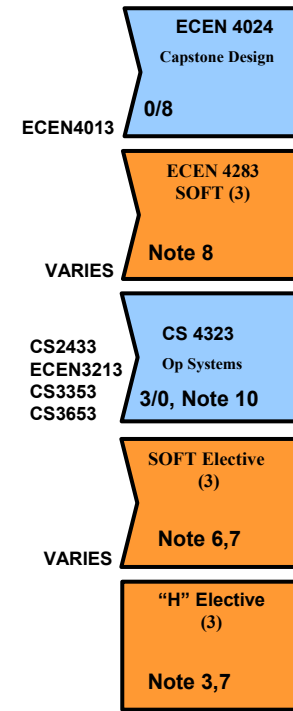 ECEN 4024
Capstone Design
0/8
ECEN4013
ECEN 4283
SOFT (3)
Note 8
VARIES
CS2433
ECEN3213
CS3353
CS3653
CS 4323
Op Systems
3/0, Note 10
SOFT Elective
(3)
Note 6,7
VARIES
“H” Elective
(3)
Note 3,7